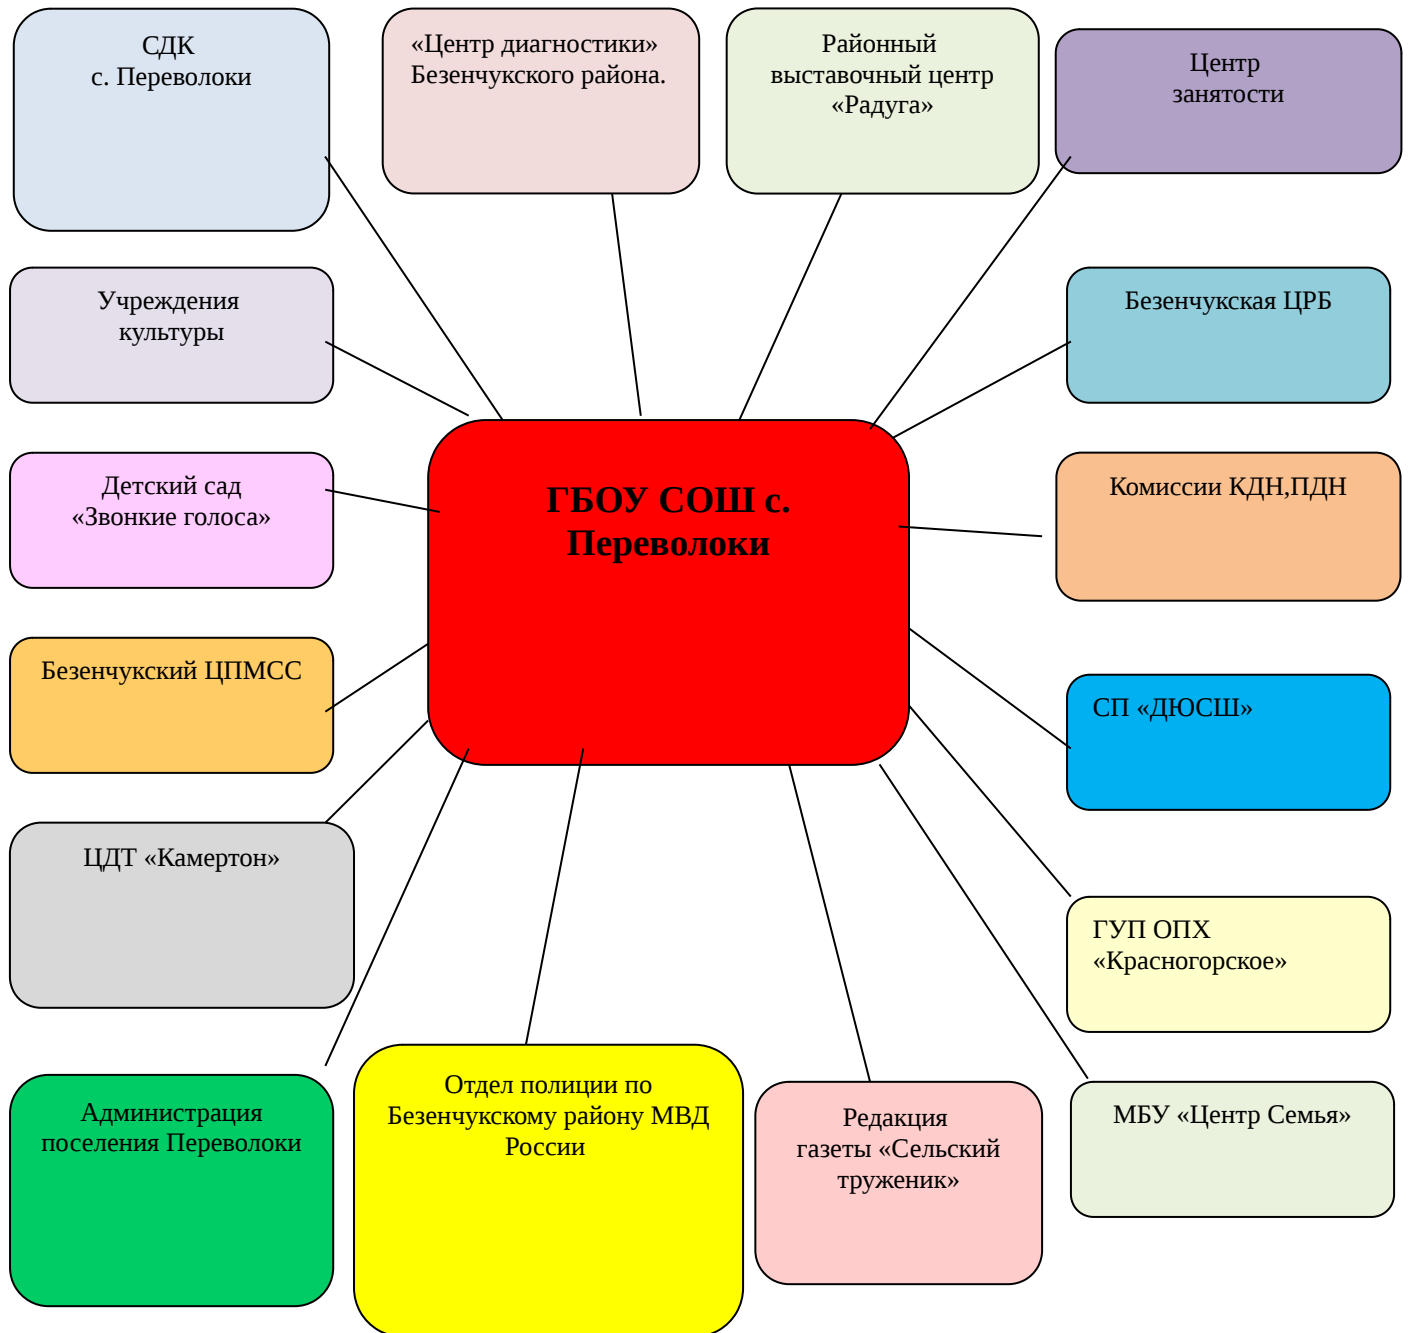 СДК
с. Переволоки
«Центр диагностики»
Безенчукского района.
Районный
выставочный центр
«Радуга»
Центр
занятости
Учреждения
культуры
Безенчукская ЦРБ
Детский сад
«Звонкие голоса»
ГБОУ СОШ с.
Переволоки
Комиссии КДН,ПДН
Безенчукский ЦПМСС
СП «ДЮСШ»
ЦДТ «Камертон»
ГУП ОПХ
«Красногорское»
Администрация
поселения Переволоки
Отдел полиции по
Безенчукскому району МВД
России
Редакция
газеты «Сельский
труженик»
МБУ «Центр Семья»